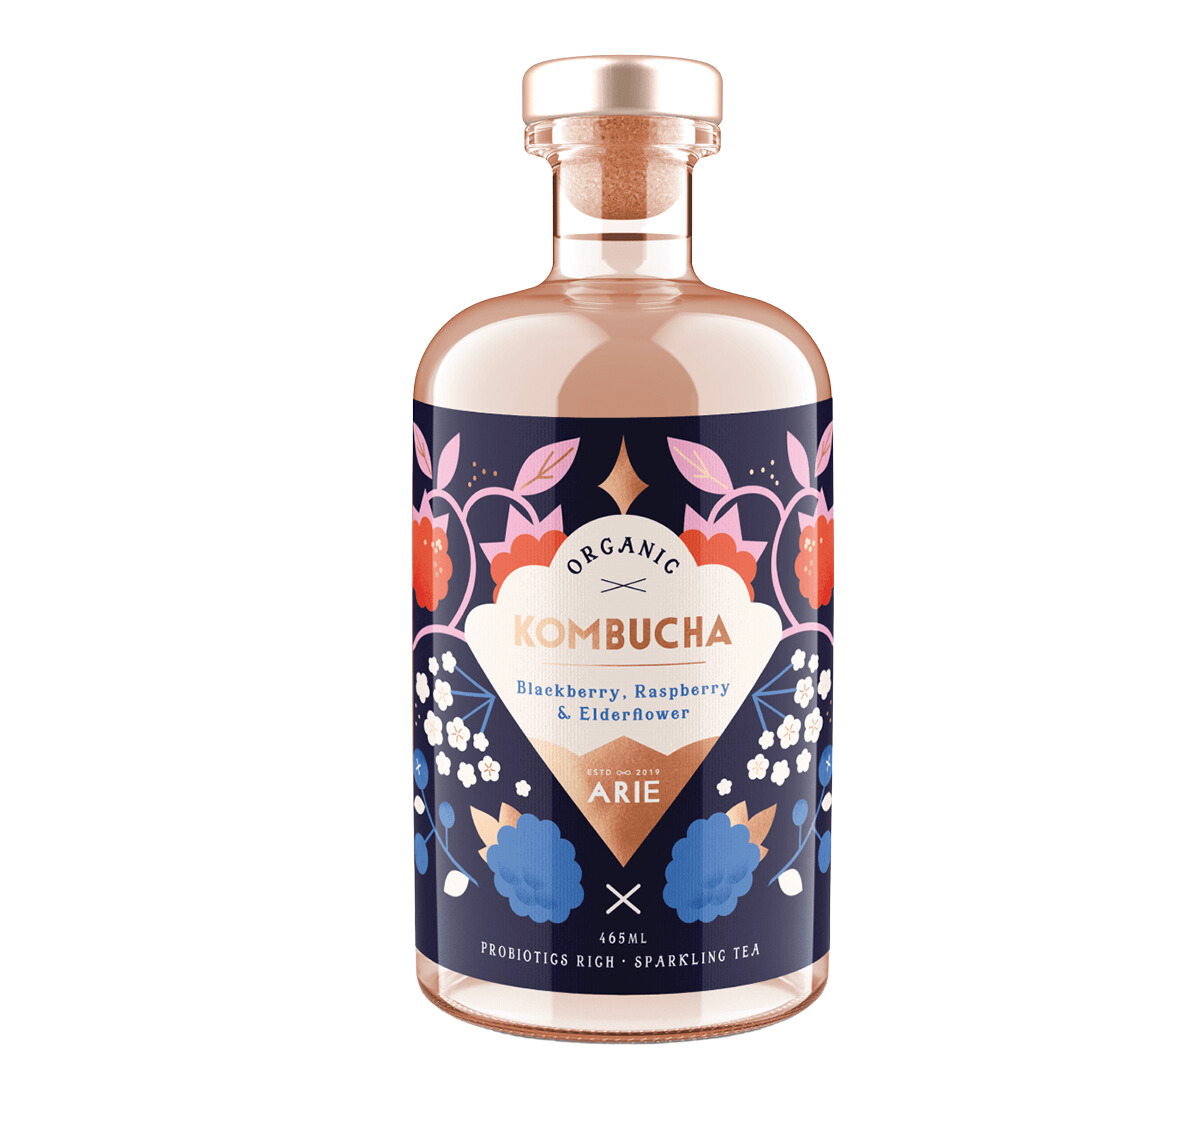 ORGANIC
KOMBUCHA
Blackberry, Raspberry
& Elderflower
ESTD 2019
ARIE
465ML
PROBIOTICS RICH · SPARKLING TEA